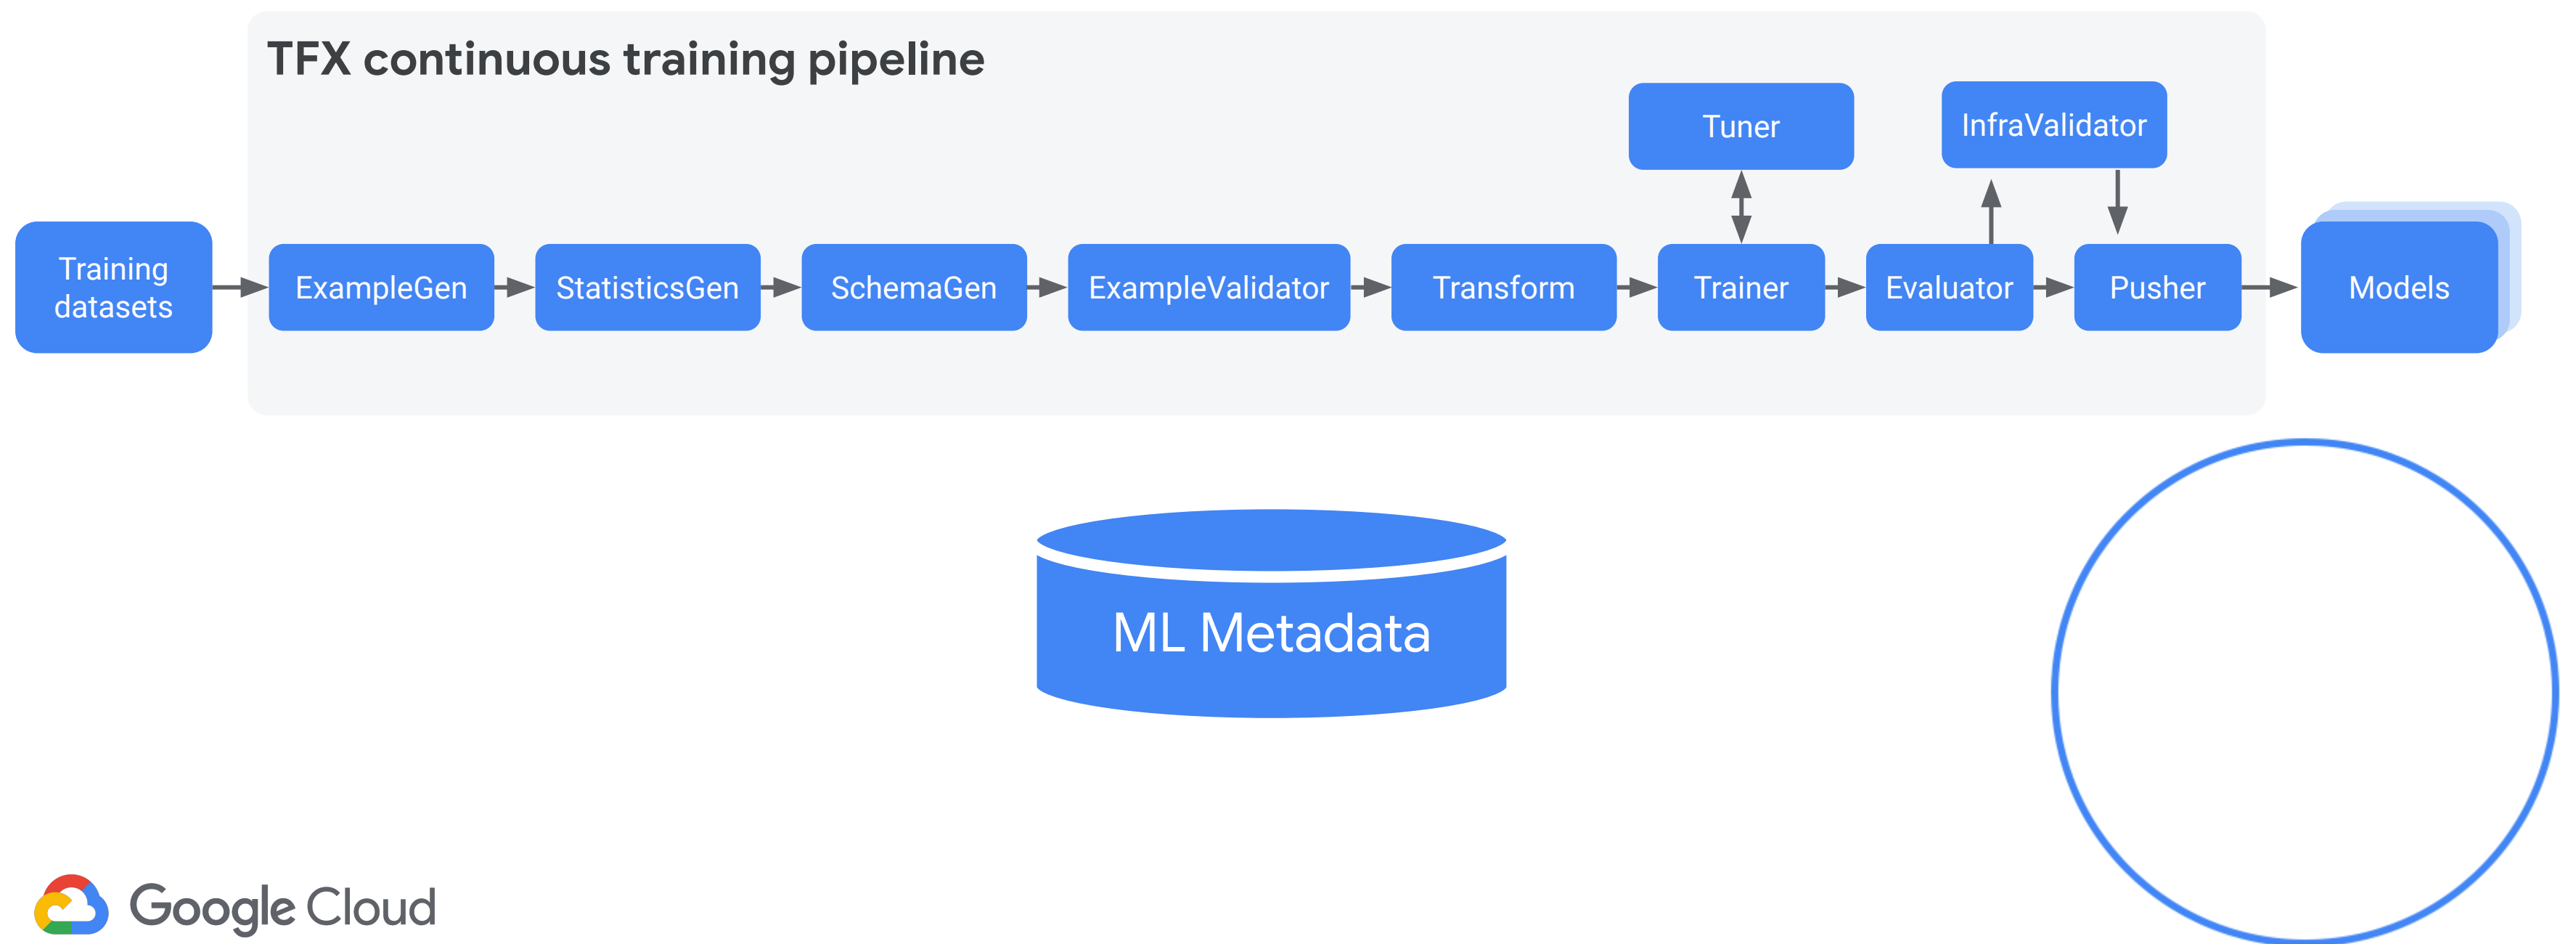 TFX continuous training pipeline
Tuner
InfraValidator
Training
datasets
ExampleGen
StatisticsGen
SchemaGen
ExampleValidator
Transform
Trainer
Evaluator
Pusher
Models
ML Metadata
Google Cloud